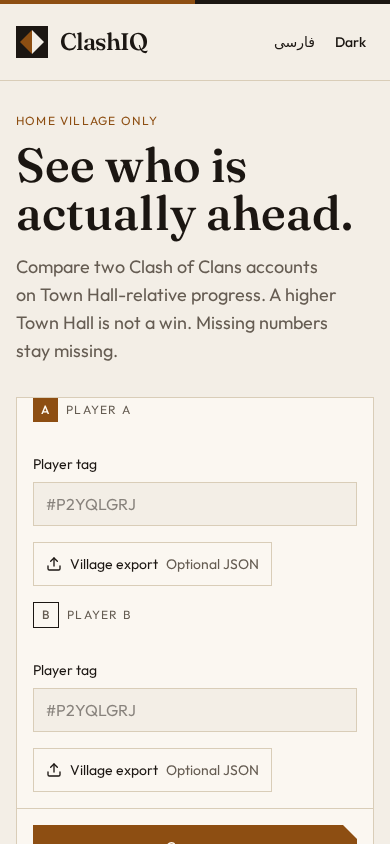 ClashIQ
فارسی
Dark
HOME VILLAGE ONLY
See who is
actually ahead.
Compare two Clash of Clans accounts
on Town Hall-relative progress. A higher
Town Hall is not a win. Missing numbers
stay missing.
A PLAYER A
Player tag
#P2YQLGRJ
Village export Optional JSON
B PLAYER B
Player tag
#P2YQLGRJ
Village export Optional JSON